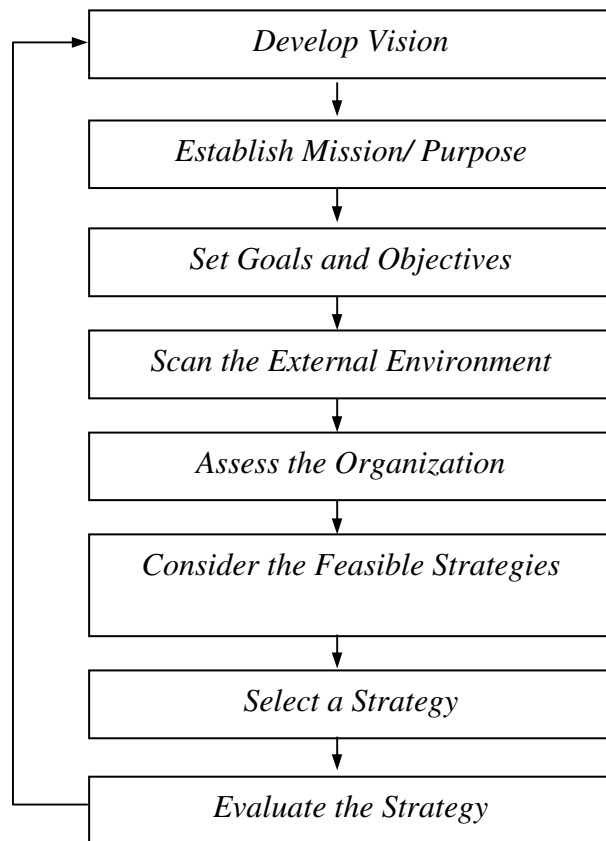 Develop Vision
Establish Mission/ Purpose
Set Goals and Objectives
Scan the External Environment
Assess the Organization
Consider the Feasible Strategies
Select a Strategy
Evaluate the Strategy